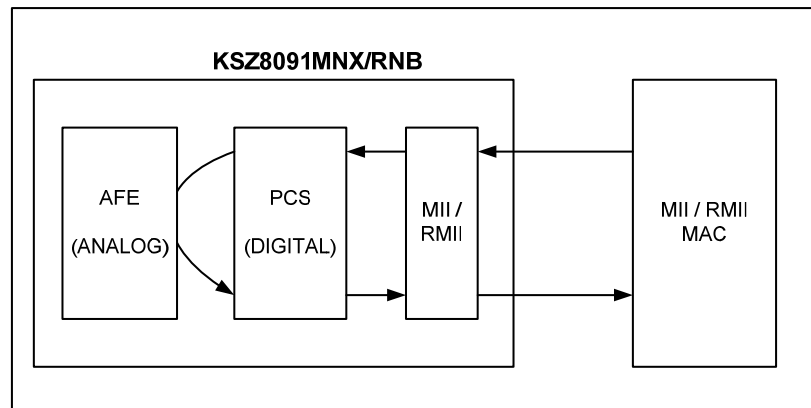 KSZ8091MNX/RNB
AFE
(ANALOG)
PCS
(DIGITAL)
MII /
RMII
MII / RMII
MAC